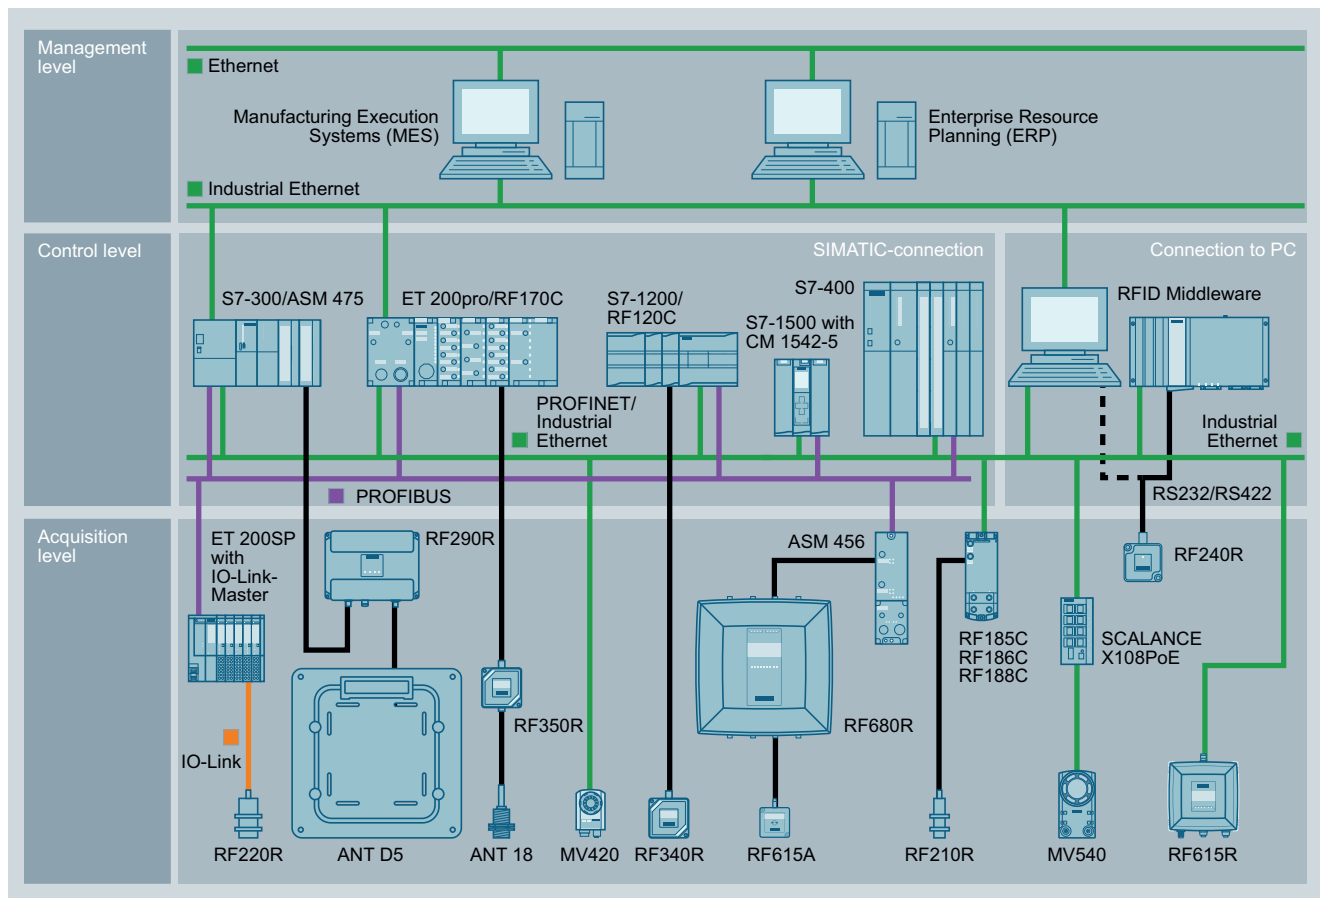 Management
level
Ethernet
Manufacturing Execution
Systems (MES)
Enterprise Resource
Planning (ERP)
Industrial Ethernet
Control level
SIMATIC-connection
Connection to PC
S7-300/ASM 475
ET 200pro/RF170C
S7-1200/
RF120C
S7-400
S7-1500 with
CM 1542-5
RFID Middleware
PROFINET/
Industrial
Ethernet
Industrial
Ethernet
PROFIBUS
RS232/RS422
Acquisition
level
ET 200SP
with
IO-Link-
Master
RF290R
ASM 456
RF240R
RF185C
RF186C
RF188C
SCALANCE
X108PoE
RF350R
RF680R
IO-Link
RF220R
ANT D5
ANT 18
MV420
RF340R
RF615A
RF210R
MV540
RF615R